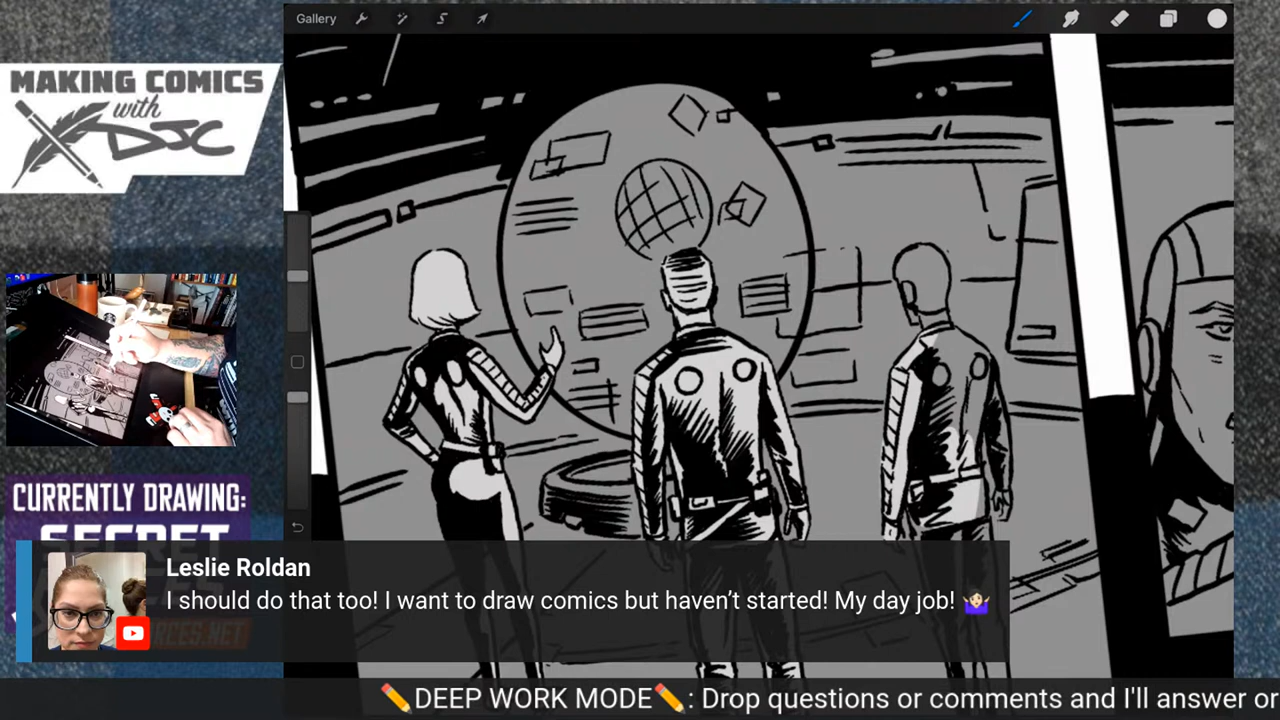 Gallery
MAKING COMICS
with
DJC
CURRENTLY DRAWING:
SECRET
Leslie Roldan
I should do that too! I want to draw comics but haven't started! My day job! 🤷🏻‍♀️
✏️DEEP WORK MODE✏️: Drop questions or comments and I'll answer or